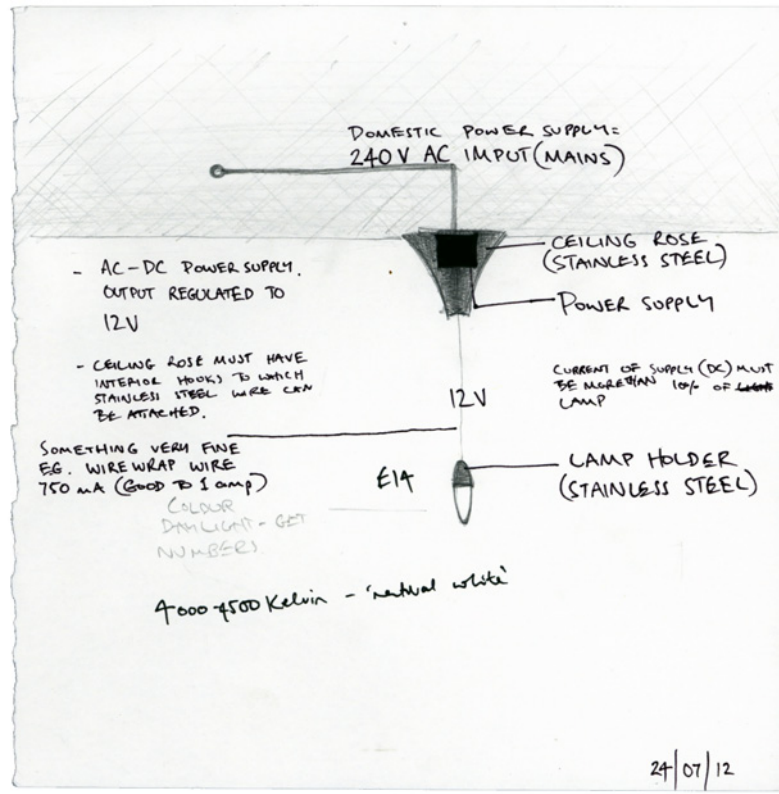 DOMESTIC POWER SUPPLY=
240V AC IMPUT (MAINS)
CEILING ROSE
(STAINLESS STEEL)
POWER SUPPLY
- AC-DC POWER SUPPLY.
OUTPUT REGULATED TO
12V
- CEILING ROSE MUST HAVE
INTERIOR HOOKS TO WHICH
STAINLESS STEEL WIRE CAN
BE ATTACHED.
12V
CURRENT OF SUPPLY (DC) MUST
BE MORE THAN 10% OF
LAMP
SOMETHING VERY FINE
EG. WIRE WRAP WIRE
750 mA (GOOD TO 1 amp)
E14
LAMP HOLDER
(STAINLESS STEEL)
COLOUR
DAYLIGHT - GET
NUMBERS.
4000-4500 Kelvin - 'natural white'
24/07/12